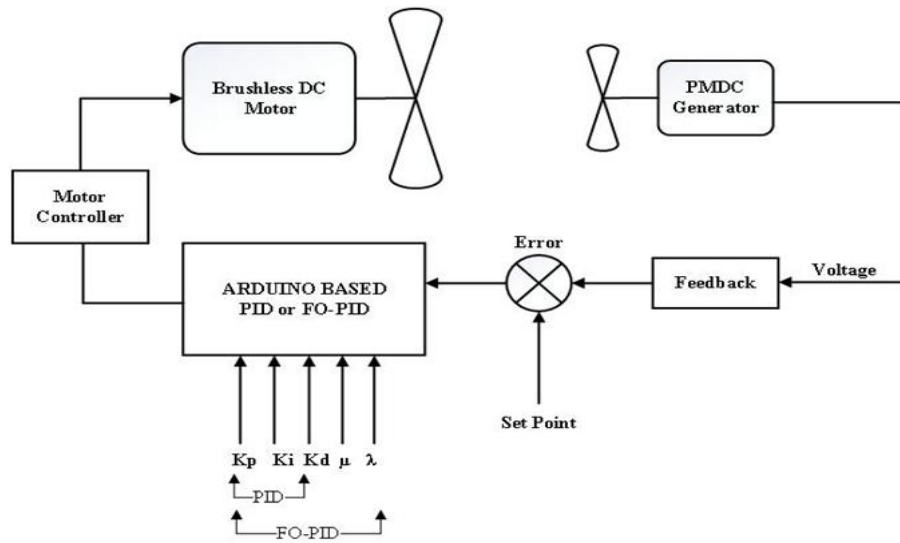 Brushless DC
Motor
PMDC
Generator
Motor
Controller
Error
ARDUINO BASED
PID or FO-PID
Feedback
Voltage
Set Point
Kp Ki Kd μ λ
PID
FO-PID